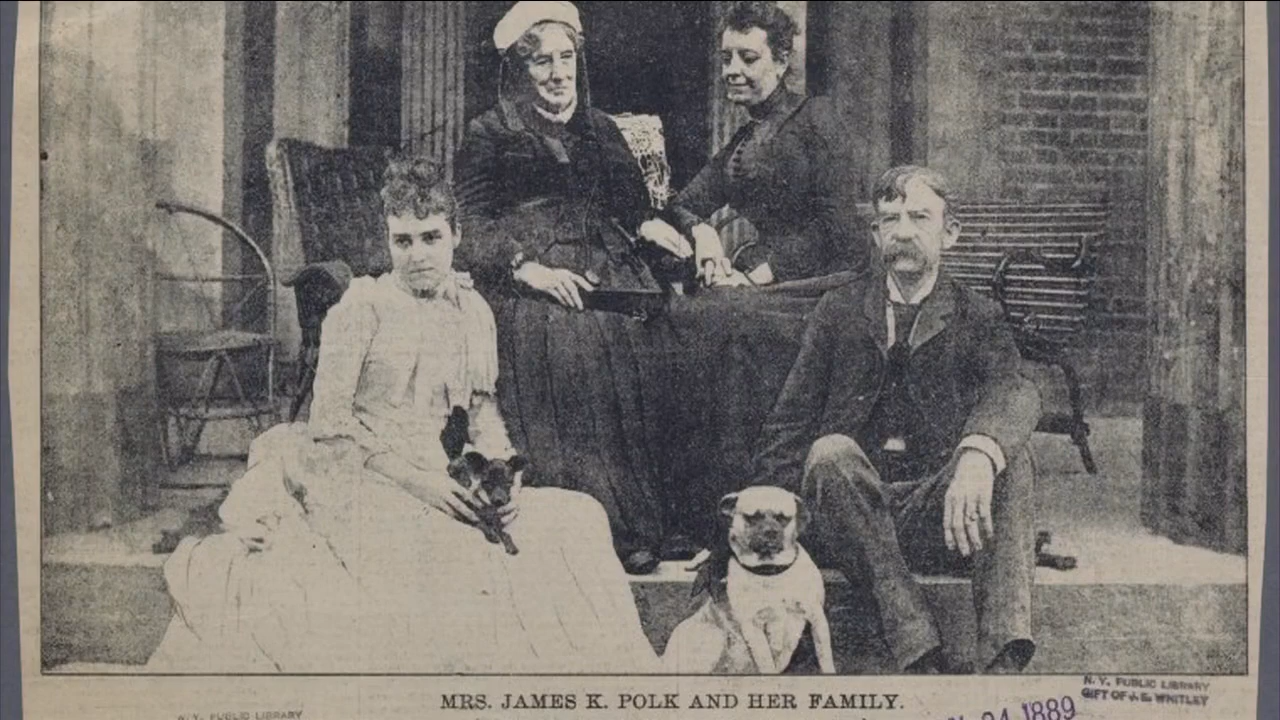 MRS. JAMES K. POLK AND HER FAMILY.
N. Y. PUBLIC LIBRARY
GIFT OF J. E. WHITLEY
24 1889
N. Y. PUBLIC LIBRARY